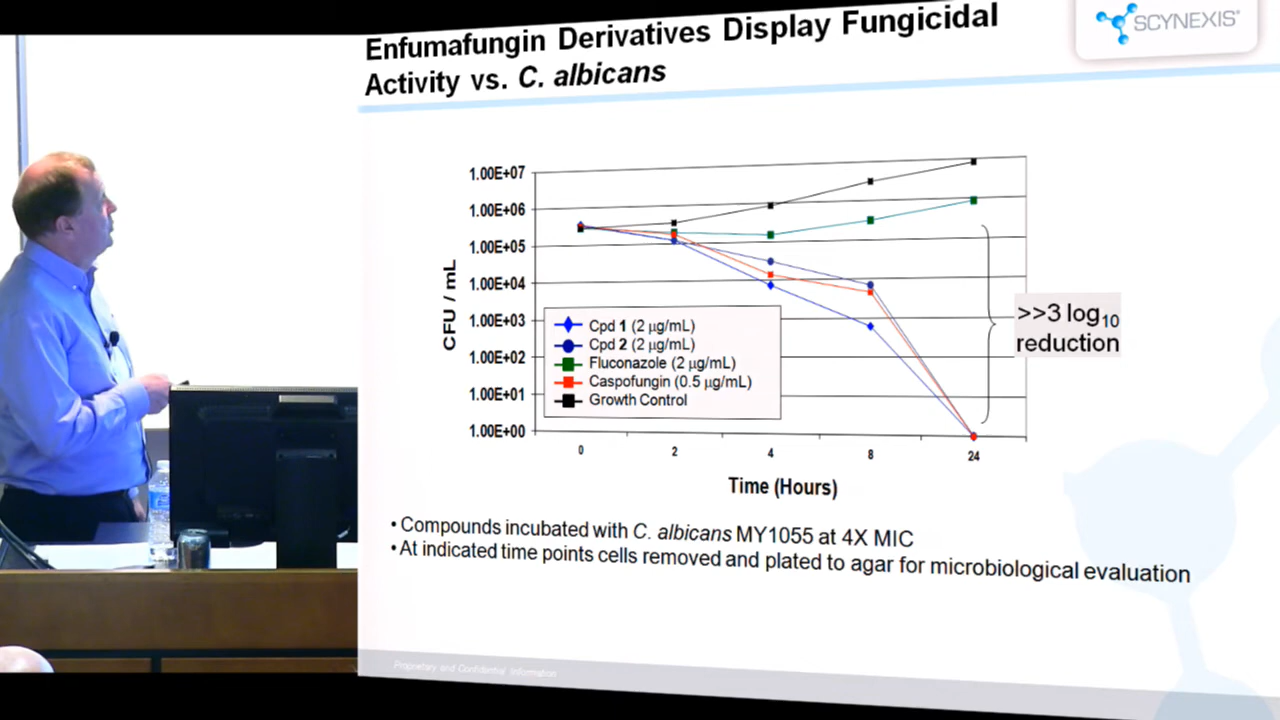 Enfumafungin Derivatives Display Fungicidal
Activity vs. C. albicans
SCYNEXIS®
1.00E+07
1.00E+06
1.00E+05
1.00E+04
1.00E+03
1.00E+02
1.00E+01
1.00E+00
CFU / mL
Cpd 1 (2 µg/mL)
Cpd 2 (2 µg/mL)
Fluconazole (2 µg/mL)
Caspofungin (0.5 µg/mL)
Growth Control
>>3 log10
reduction
0 2 4 8 24
Time (Hours)
• Compounds incubated with C. albicans MY1055 at 4X MIC
• At indicated time points cells removed and plated to agar for microbiological evaluation
Proprietary and Confidential Information